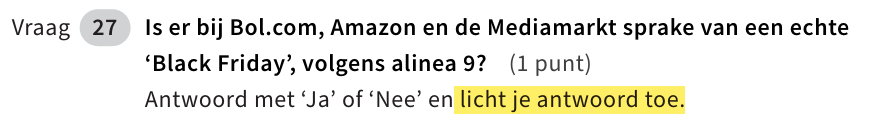 Vraag 27 Is er bij Bol.com, Amazon en de Mediamarkt sprake van een echte
‘Black Friday’, volgens alinea 9? (1 punt)
Antwoord met ‘Ja’ of ‘Nee’ en licht je antwoord toe.